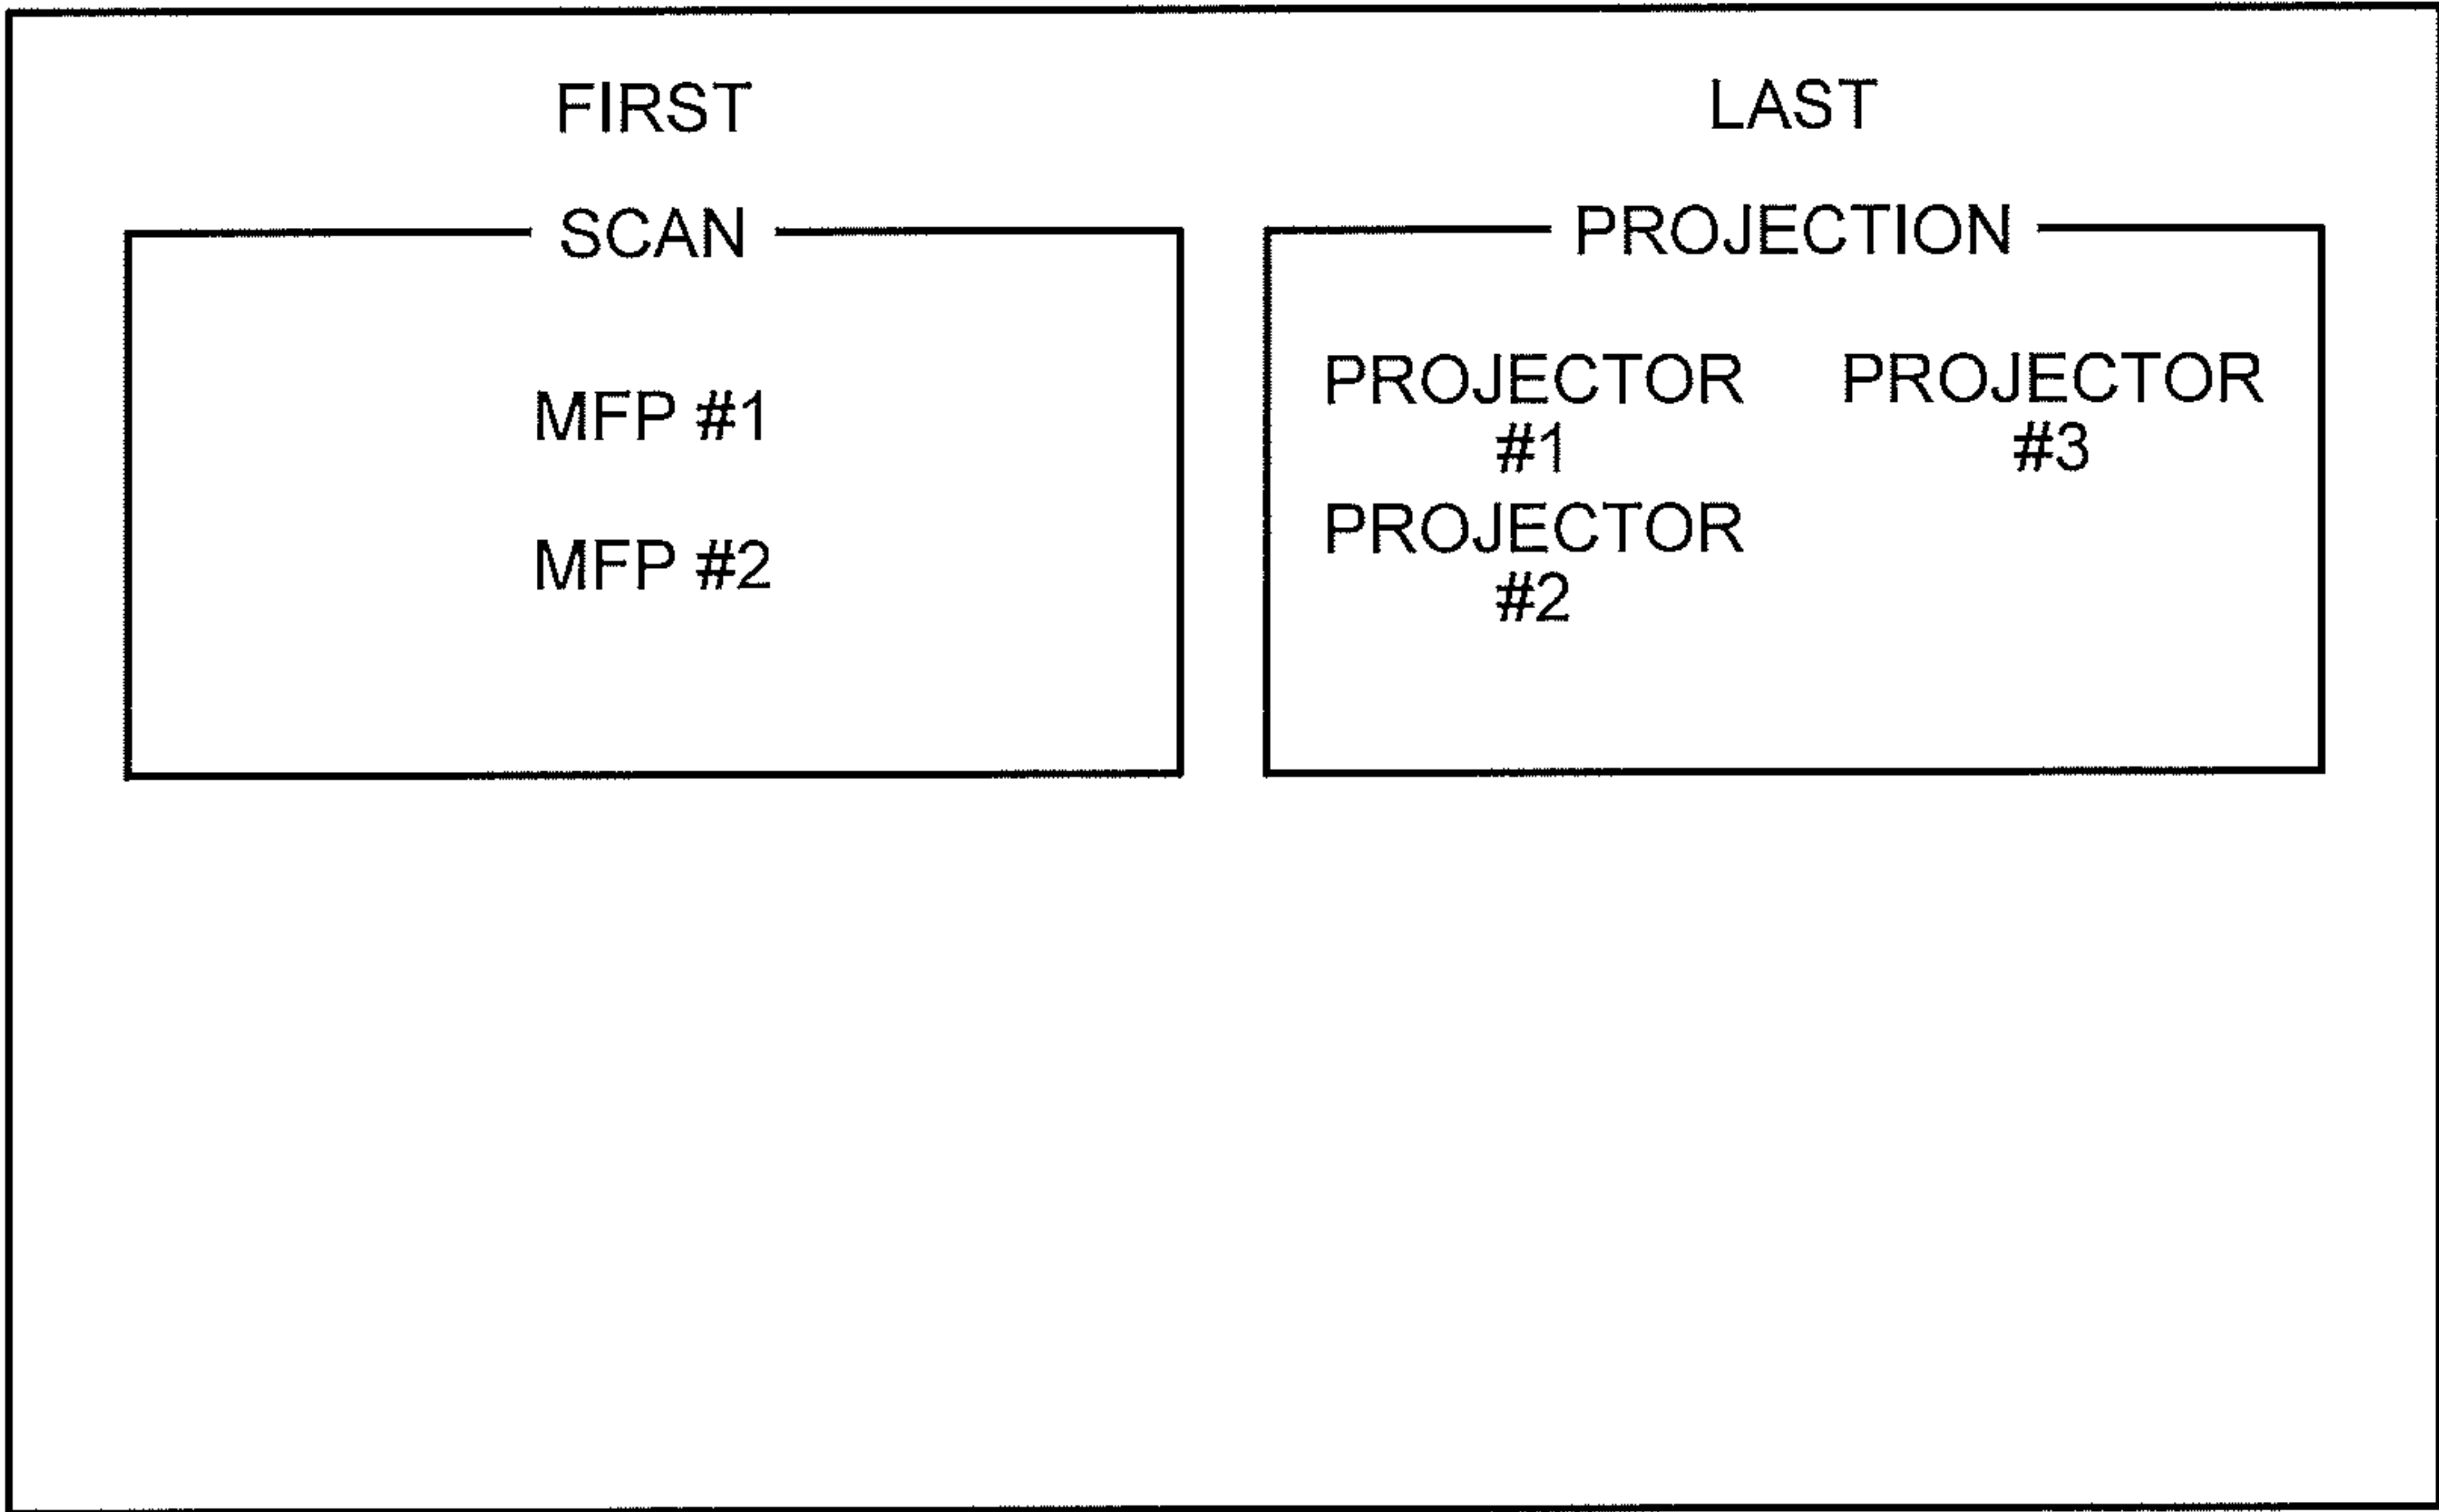 FIRST
SCAN
MFP #1
MFP #2
LAST
PROJECTION
PROJECTOR
#1
PROJECTOR
#2
PROJECTOR
#3